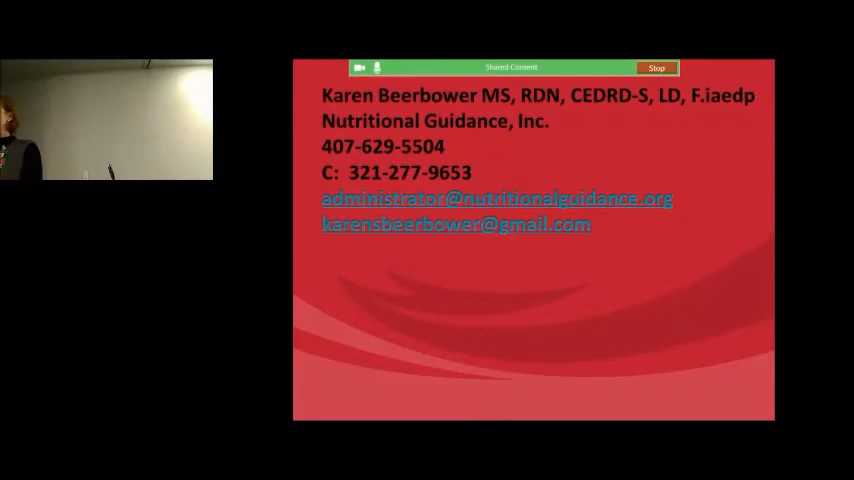 Shared Content
Stop
Karen Beerbower MS, RDN, CEDRD-S, LD, F.iaedp
Nutritional Guidance, Inc.
407-629-5504
C:  321-277-9653
administrator@nutritionalguidance.org
karensbeerbower@gmail.com